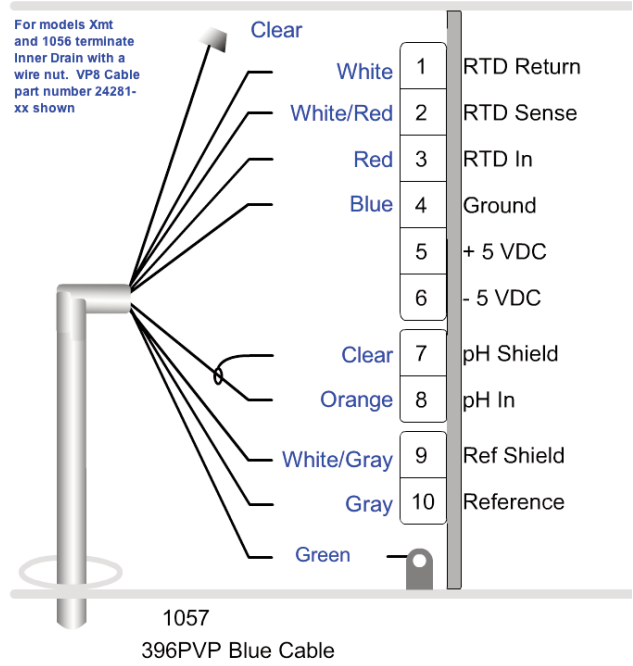 For models Xmt
and 1056 terminate
Inner Drain with a
wire nut. VP8 Cable
part number 24281-
xx shown
Clear
White 1 RTD Return
White/Red 2 RTD Sense
Red 3 RTD In
Blue 4 Ground
5 + 5 VDC
6 - 5 VDC
Clear 7 pH Shield
Orange 8 pH In
White/Gray 9 Ref Shield
Gray 10 Reference
Green
1057
396PVP Blue Cable